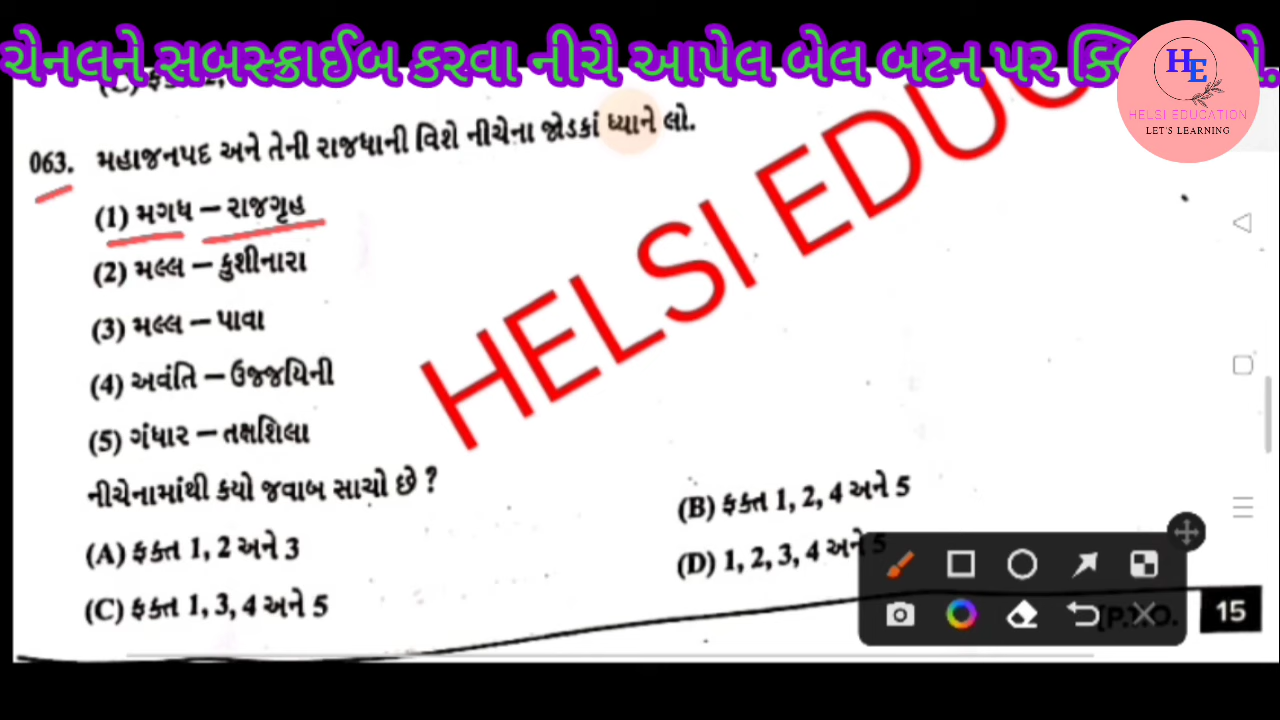 ચેનલને સબસ્ક્રાઈબ કરવા નીચે આપેલ બેલ બટન પર
HE
HELSI EDUCATION
LET'S LEARNING
063. મહાજનપદ અને તેની રાજધાની વિશે નીચેના જોડકાં ધ્યાને લો.
(1) મગધ – રાજગૃહ
(2) મલ્લ – કુશીનારા
(3) મલ્લ – પાવા
(4) અવંતિ – ઉજ્જયિની
(5) ગંધાર – તક્ષશિલા
HELSI EDUC
નીચેનામાંથી કયો જવાબ સાચો છે ?
(A) ફક્ત 1, 2 અને 3
(B) ફક્ત 1, 2, 4 અને 5
(C) ફક્ત 1, 3, 4 અને 5
(D) 1, 2, 3, 4 અને 5
[P.T.O.
15